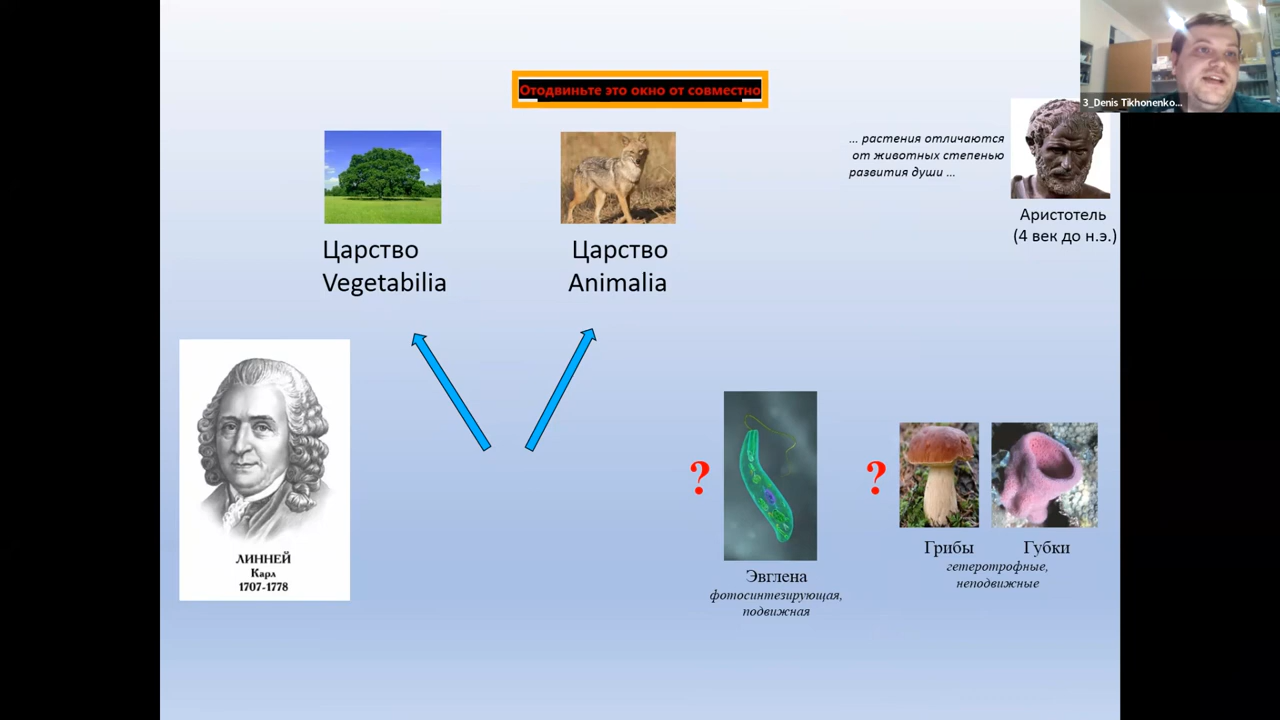 Отодвиньте это окно от совместно
3_Denis Tikhonenko...
... растения отличаются
от животных степенью
развития души ...
Аристотель
(4 век до н.э.)
Царство
Vegetabilia
Царство
Animalia
ЛИННЕЙ
Карл
1707-1778
?
?
Эвглена
фотосинтезирующая,
подвижная
Грибы
Губки
гетеротрофные,
неподвижные